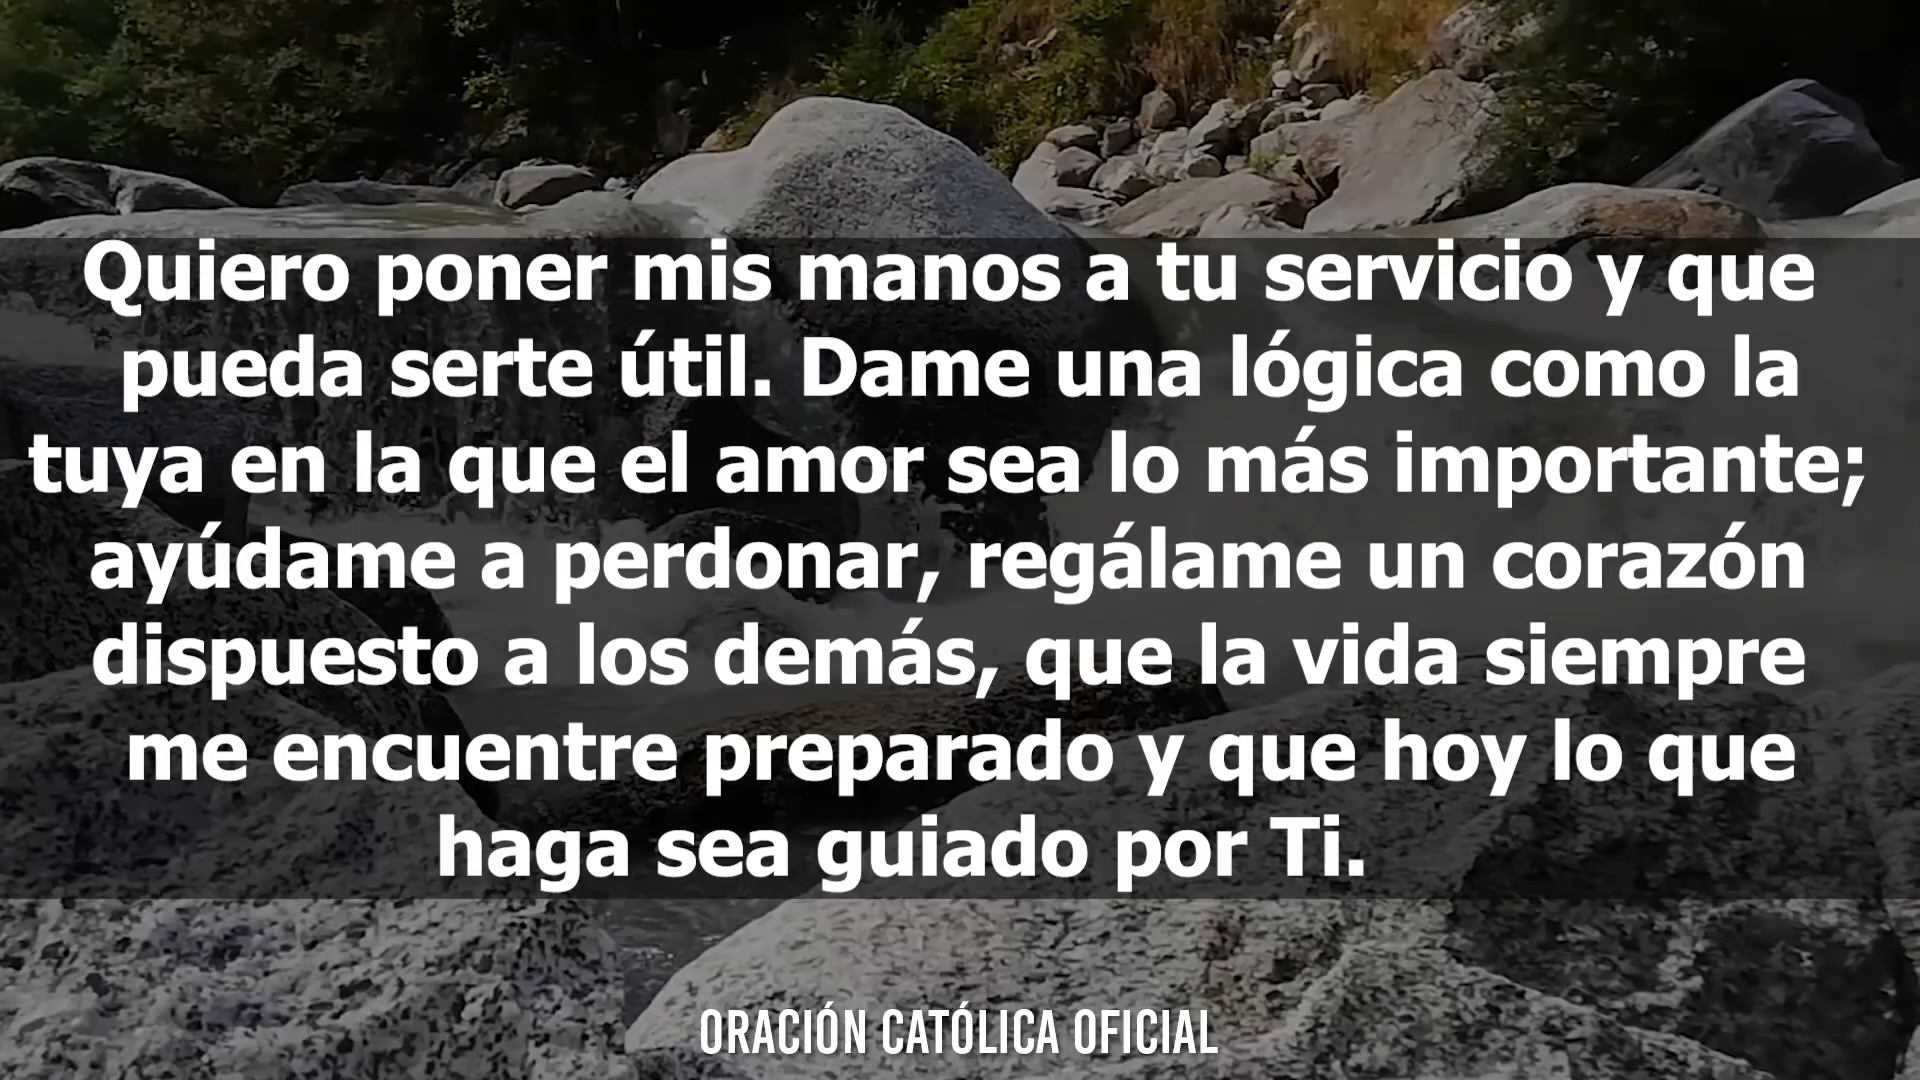 Quiero poner mis manos a tu servicio y que
pueda serte útil. Dame una lógica como la
tuya en la que el amor sea lo más importante;
ayúdame a perdonar, regálame un corazón
dispuesto a los demás, que la vida siempre
me encuentre preparado y que hoy lo que
haga sea guiado por Ti.
ORACIÓN CATÓLICA OFICIAL